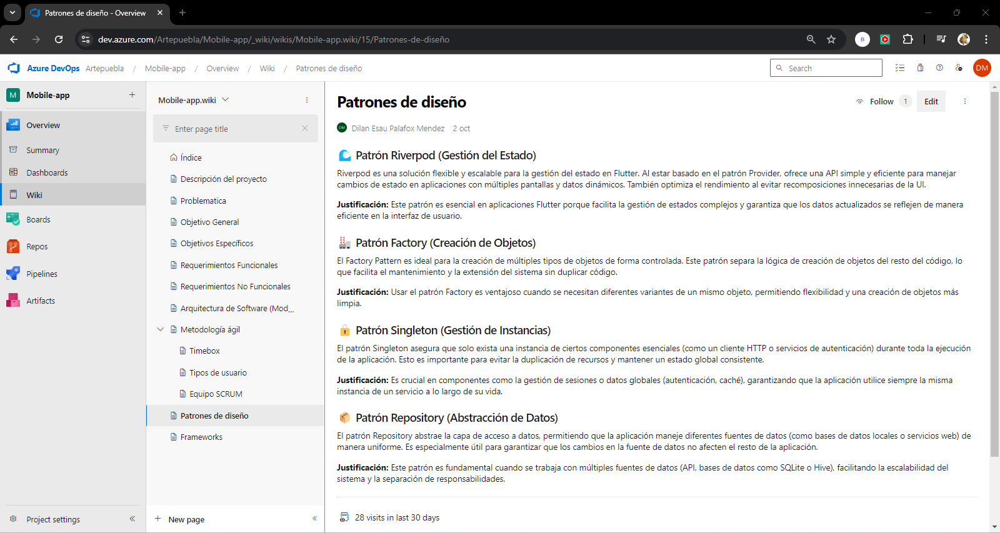 Patrones de diseño - Overview
dev.azure.com/Artepuebla/Mobile-app/_wiki/wikis/Mobile-app.wiki/15/Patrones-de-diseño
B
Azure DevOps Artepuebla / Mobile-app / Overview / Wiki / Patrones de diseño
Search
DM
M Mobile-app
Overview
Summary
Dashboards
Wiki
Boards
Repos
Pipelines
Artifacts
Project settings
Mobile-app.wiki
Enter page title
Índice
Descripción del proyecto
Problematica
Objetivo General
Objetivos Específicos
Requerimientos Funcionales
Requerimientos No Funcionales
Arquitectura de Software (Mod...
Metodología ágil
Timebox
Tipos de usuario
Equipo SCRUM
Patrones de diseño
Frameworks
New page
Patrones de diseño
Follow 1 Edit
DM Dilan Esau Palafox Mendez 2 oct
Patrón Riverpod (Gestión del Estado)
Riverpod es una solución flexible y escalable para la gestión del estado en Flutter. Al estar basado en el patrón Provider, ofrece una API simple y eficiente para manejar
cambios de estado en aplicaciones con múltiples pantallas y datos dinámicos. También optimiza el rendimiento al evitar recomposiciones innecesarias de la UI.
Justificación: Este patrón es esencial en aplicaciones Flutter porque facilita la gestión de estados complejos y garantiza que los datos actualizados se reflejen de manera
eficiente en la interfaz de usuario.
Patrón Factory (Creación de Objetos)
El Factory Pattern es ideal para la creación de múltiples tipos de objetos de forma controlada. Este patrón separa la lógica de creación de objetos del resto del código, lo
que facilita el mantenimiento y la extensión del sistema sin duplicar código.
Justificación: Usar el patrón Factory es ventajoso cuando se necesitan diferentes variantes de un mismo objeto, permitiendo flexibilidad y una creación de objetos más
limpia.
Patrón Singleton (Gestión de Instancias)
El patrón Singleton asegura que solo exista una instancia de ciertos componentes esenciales (como un cliente HTTP o servicios de autenticación) durante toda la ejecución
de la aplicación. Esto es importante para evitar la duplicación de recursos y mantener un estado global consistente.
Justificación: Es crucial en componentes como la gestión de sesiones o datos globales (autenticación, caché), garantizando que la aplicación utilice siempre la misma
instancia de un servicio a lo largo de su vida.
Patrón Repository (Abstracción de Datos)
El patrón Repository abstrae la capa de acceso a datos, permitiendo que la aplicación maneje diferentes fuentes de datos (como bases de datos locales o servicios web) de
manera uniforme. Es especialmente útil para garantizar que los cambios en la fuente de datos no afecten el resto de la aplicación.
Justificación: Este patrón es fundamental cuando se trabaja con múltiples fuentes de datos (API, bases de datos como SQLite o Hive), facilitando la escalabilidad del
sistema y la separación de responsabilidades.
28 visits in last 30 days